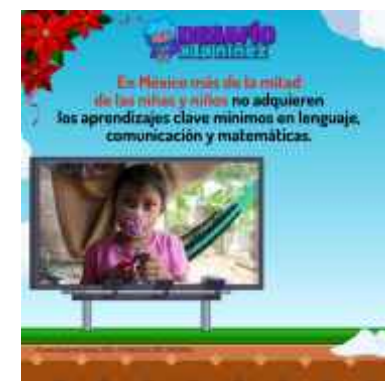 DESAFÍO
En México más de la mitad
de las niñas y niños no adquieren
los aprendizajes clave mínimos en lenguaje,
comunicación y matemáticas.